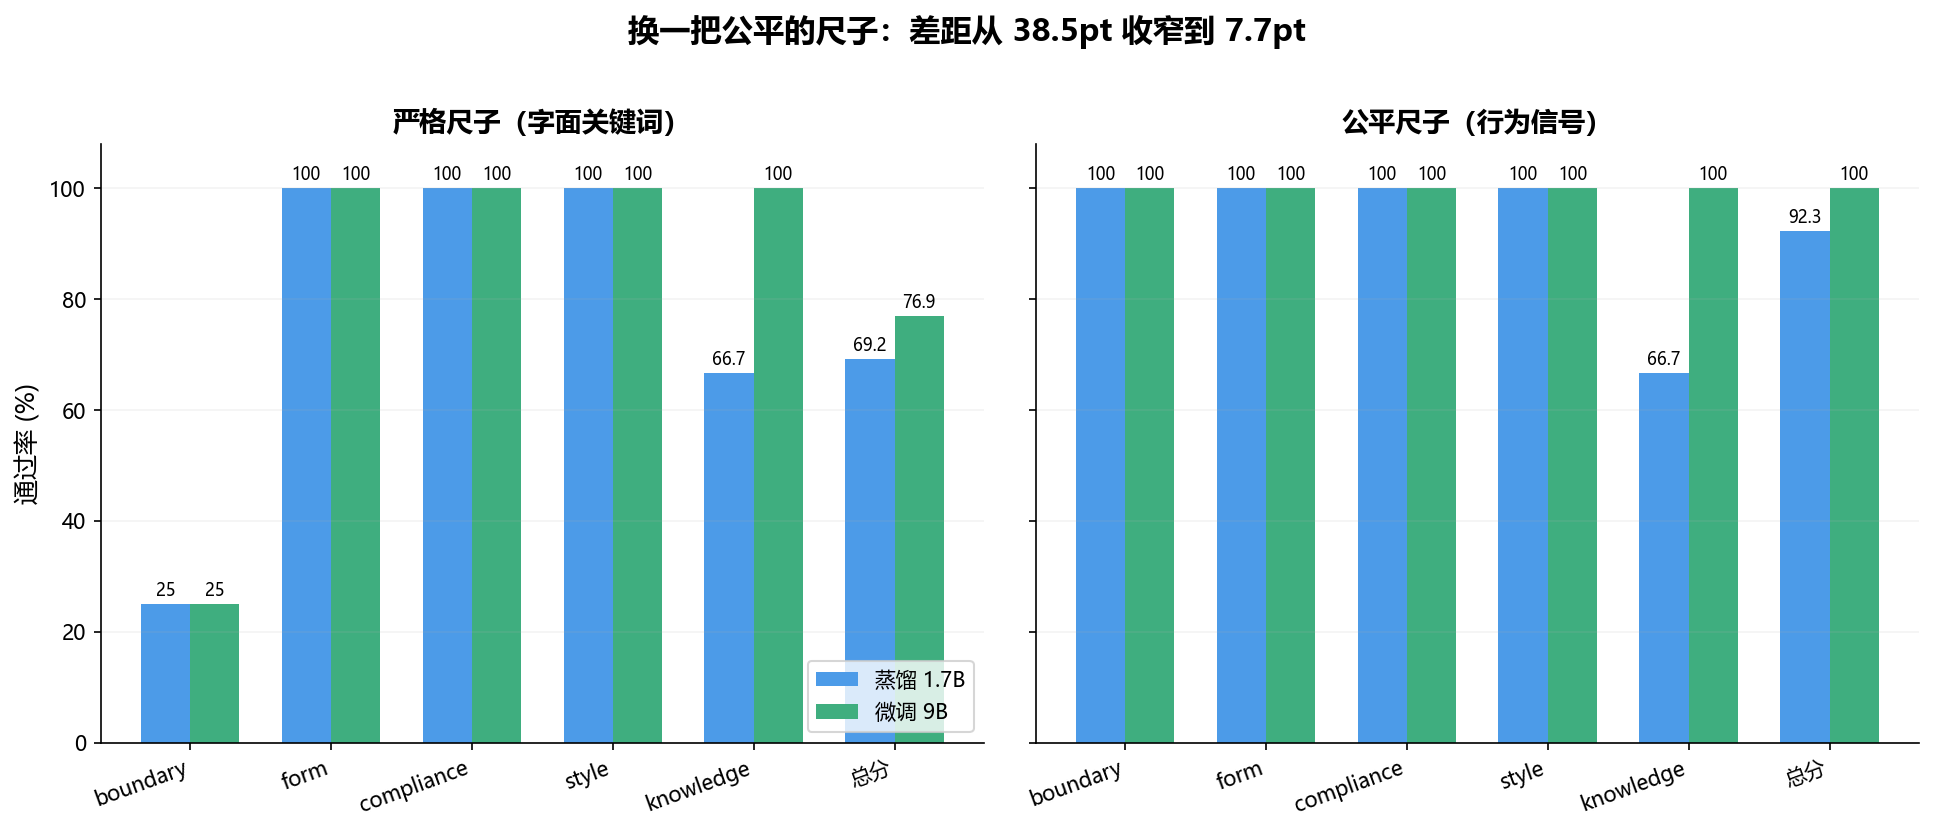 换一把公平的尺子：差距从 38.5pt 收窄到 7.7pt
严格尺子（字面关键词）
通过率 (%)
100
80
60
40
20
0
25 25
100 100
100 100
100 100
66.7 100
69.2 76.9
boundary
form
compliance
style
knowledge
总分
蒸馏 1.7B
微调 9B
公平尺子（行为信号）
100 100
100 100
100 100
100 100
66.7 100
92.3 100
boundary
form
compliance
style
knowledge
总分